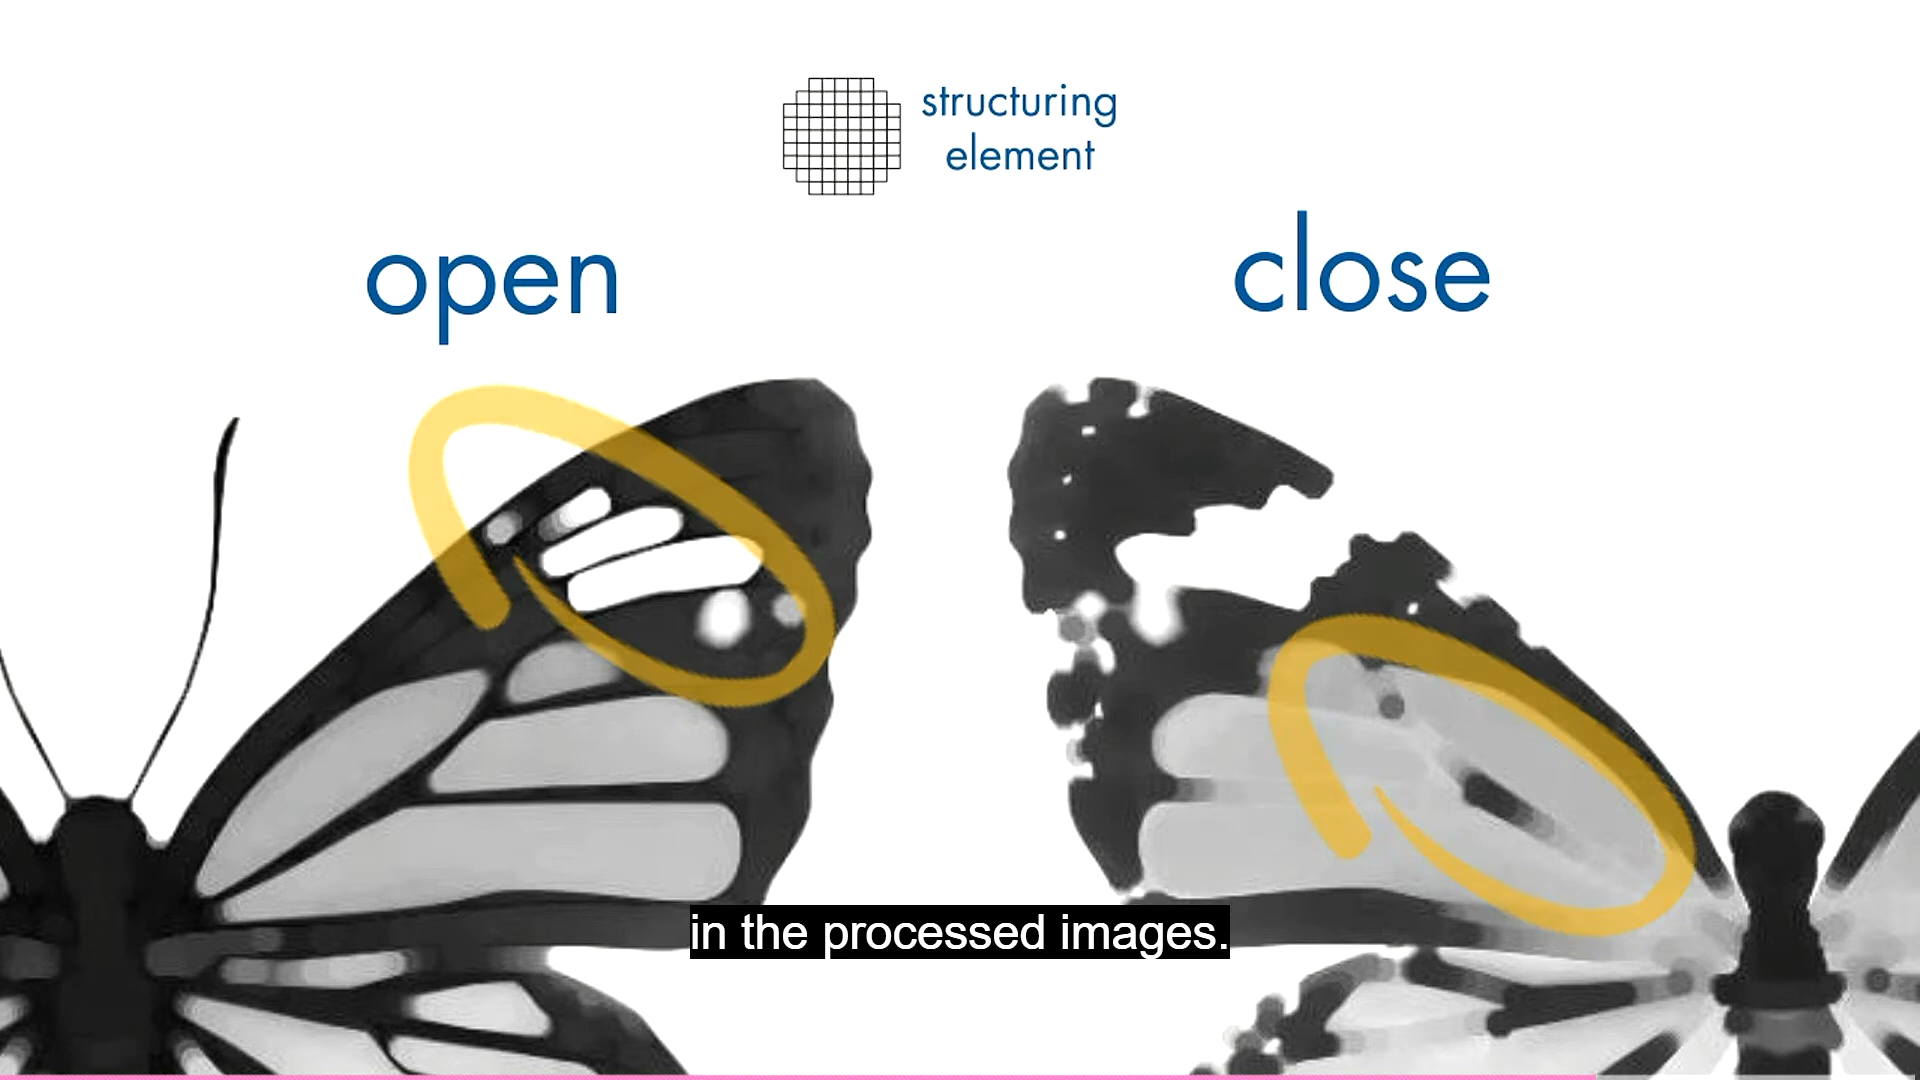 structuring
element
open
close
in the processed images.